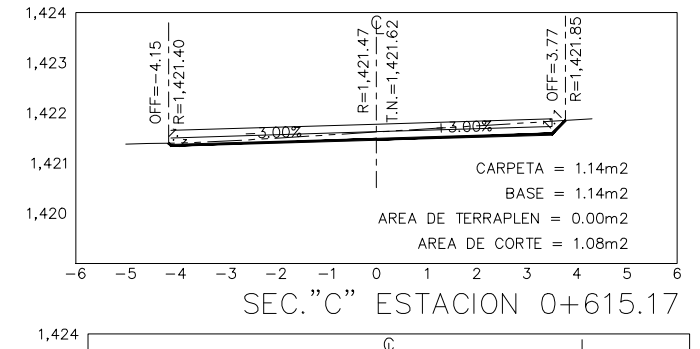 1,424
1,423
1,422
1,421
1,420
OFF=-4.15
R=1,421.40
℄
R=1,421.47
T.N.=1,421.62
OFF=3.77
R=1,421.85
-3.00%
+3.00%
CARPETA = 1.14m2
BASE = 1.14m2
AREA DE TERRAPLEN = 0.00m2
AREA DE CORTE = 1.08m2
-6 -5 -4 -3 -2 -1 0 1 2 3 4 5 6
SEC."C" ESTACION 0+615.17
1,424
℄